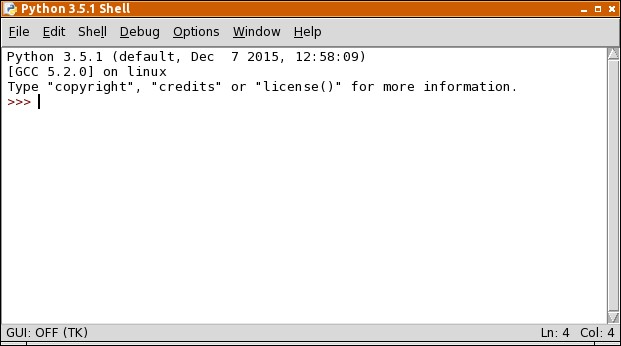 Python 3.5.1 Shell
File Edit Shell Debug Options Window Help
Python 3.5.1 (default, Dec  7 2015, 12:58:09)
[GCC 5.2.0] on linux
Type "copyright", "credits" or "license()" for more information.
>>>
GUI: OFF (TK) Ln: 4 Col: 4